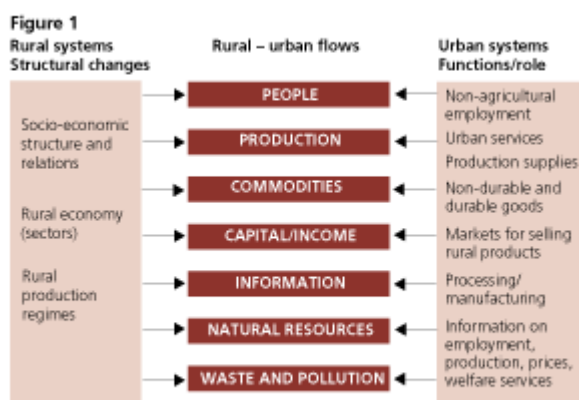 Figure 1
Rural systems
Structural changes
Rural – urban flows
Urban systems
Functions/role
Socio-economic
structure and
relations
Rural economy
(sectors)
Rural
production
regimes
PEOPLE
PRODUCTION
COMMODITIES
CAPITAL/INCOME
INFORMATION
NATURAL RESOURCES
WASTE AND POLLUTION
Non-agricultural
employment
Urban services
Production supplies
Non-durable and
durable goods
Markets for selling
rural products
Processing/
manufacturing
Information on
employment,
production, prices,
welfare services